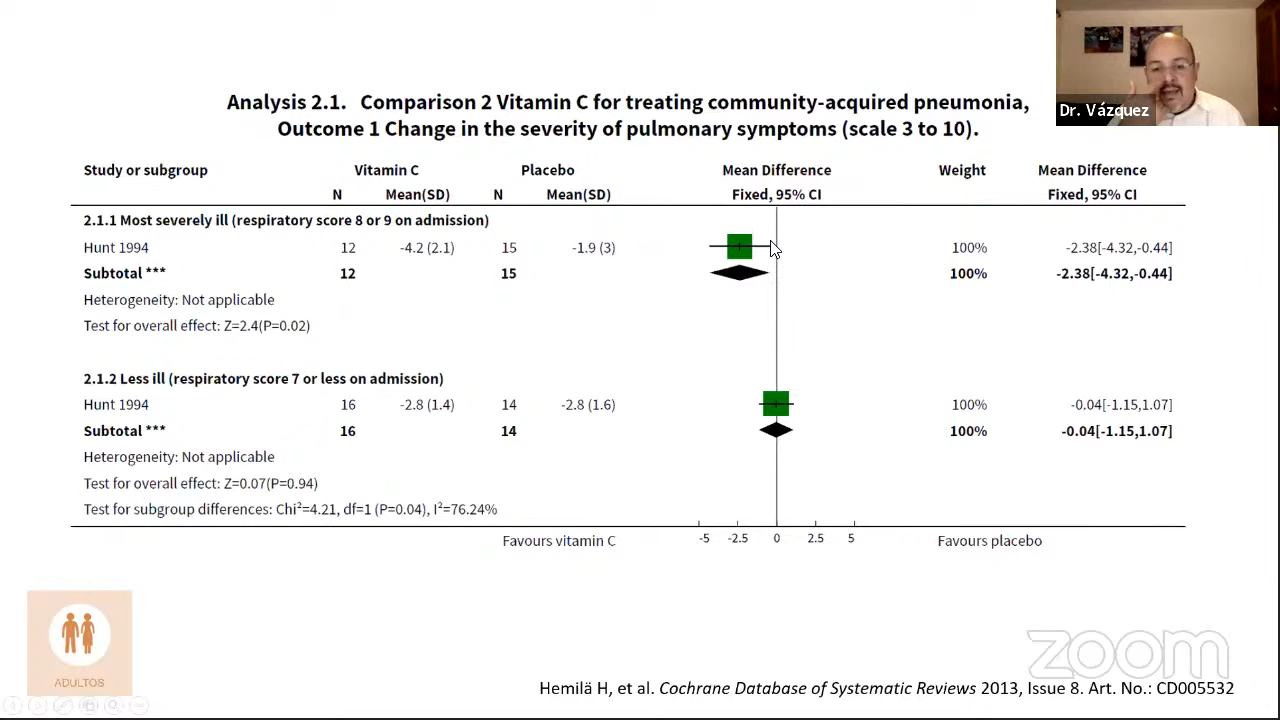 Dr. Vázquez
Analysis 2.1. Comparison 2 Vitamin C for treating community-acquired pneumonia,
Outcome 1 Change in the severity of pulmonary symptoms (scale 3 to 10).
Study or subgroup Vitamin C Placebo Mean Difference Weight Mean Difference
N Mean(SD) N Mean(SD) Fixed, 95% CI Fixed, 95% CI
2.1.1 Most severely ill (respiratory score 8 or 9 on admission)
Hunt 1994 12 -4.2 (2.1) 15 -1.9 (3) 100% -2.38[-4.32,-0.44]
Subtotal *** 12 15 100% -2.38[-4.32,-0.44]
Heterogeneity: Not applicable
Test for overall effect: Z=2.4(P=0.02)
2.1.2 Less ill (respiratory score 7 or less on admission)
Hunt 1994 16 -2.8 (1.4) 14 -2.8 (1.6) 100% -0.04[-1.15,1.07]
Subtotal *** 16 14 100% -0.04[-1.15,1.07]
Heterogeneity: Not applicable
Test for overall effect: Z=0.07(P=0.94)
Test for subgroup differences: Chi²=4.21, df=1 (P=0.04), I²=76.24%
Favours vitamin C -5 -2.5 0 2.5 5 Favours placebo
ADULTOS
zoom
Hemilä H, et al. Cochrane Database of Systematic Reviews 2013, Issue 8. Art. No.: CD005532